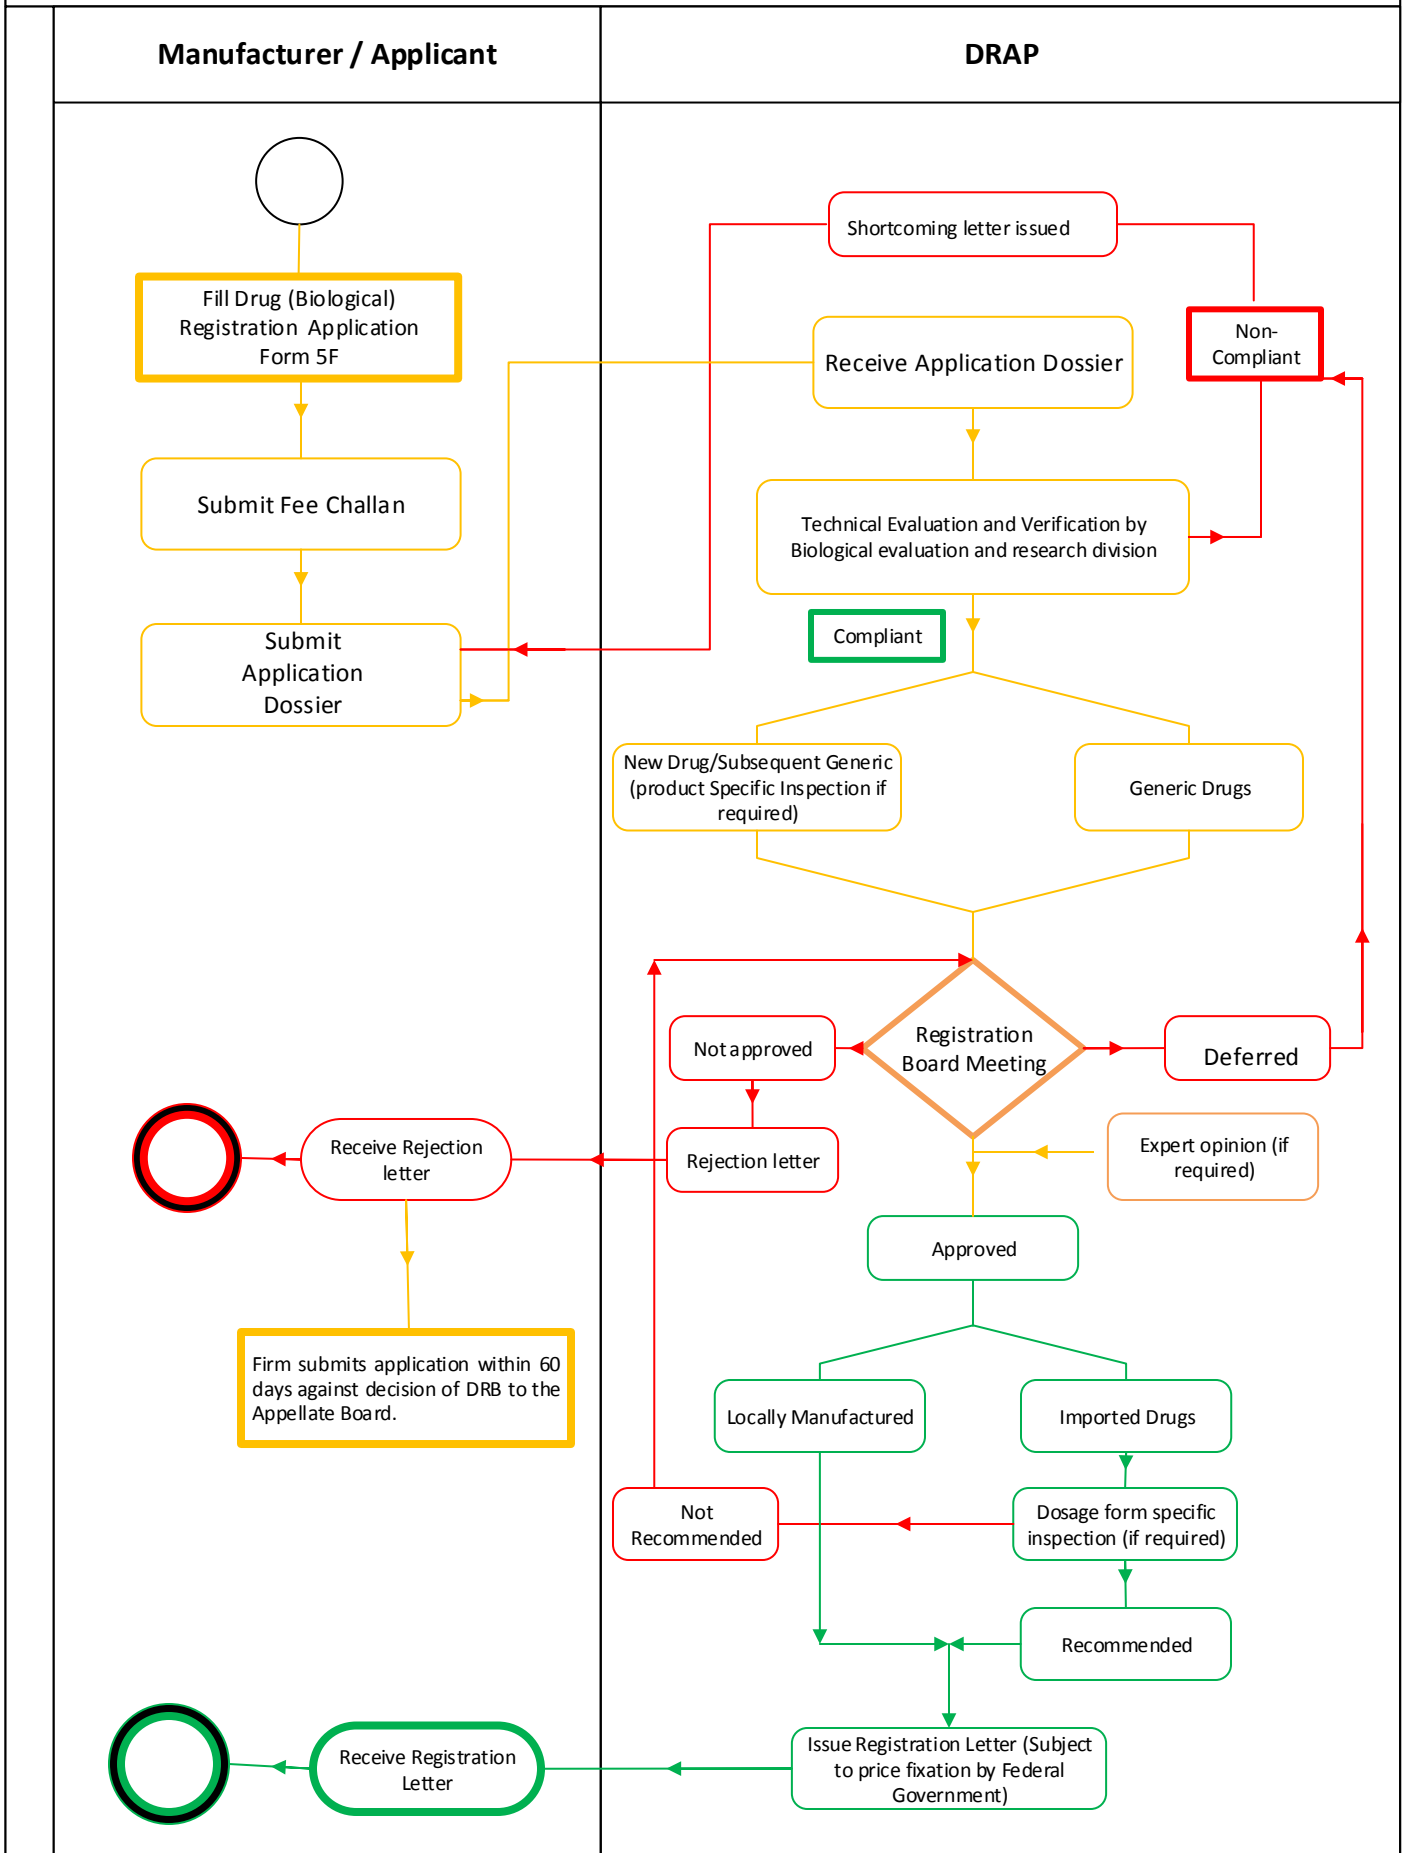 Manufacturer / Applicant
DRAP
Shortcoming letter issued
Fill Drug (Biological)
Registration Application
Form 5F
Non-
Compliant
Receive Application Dossier
Submit Fee Challan
Technical Evaluation and Verification by
Biological evaluation and research division
Compliant
Submit
Application
Dossier
New Drug/Subsequent Generic
(product Specific Inspection if
required)
Generic Drugs
Registration
Board Meeting
Not approved
Deferred
Receive Rejection
letter
Rejection letter
Expert opinion (if
required)
Approved
Firm submits application within 60
days against decision of DRB to the
Appellate Board.
Locally Manufactured
Imported Drugs
Not
Recommended
Dosage form specific
inspection (if required)
Recommended
Receive Registration
Letter
Issue Registration Letter (Subject
to price fixation by Federal
Government)